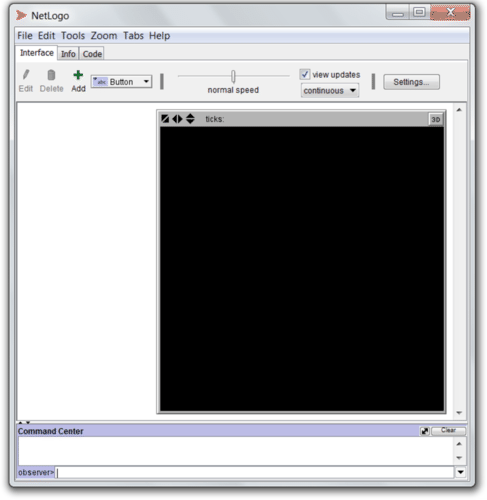 NetLogo
File Edit Tools Zoom Tabs Help
Interface Info Code
Edit Delete Add abc Button normal speed view updates continuous Settings...
ticks: 3D
Command Center Clear
observer>